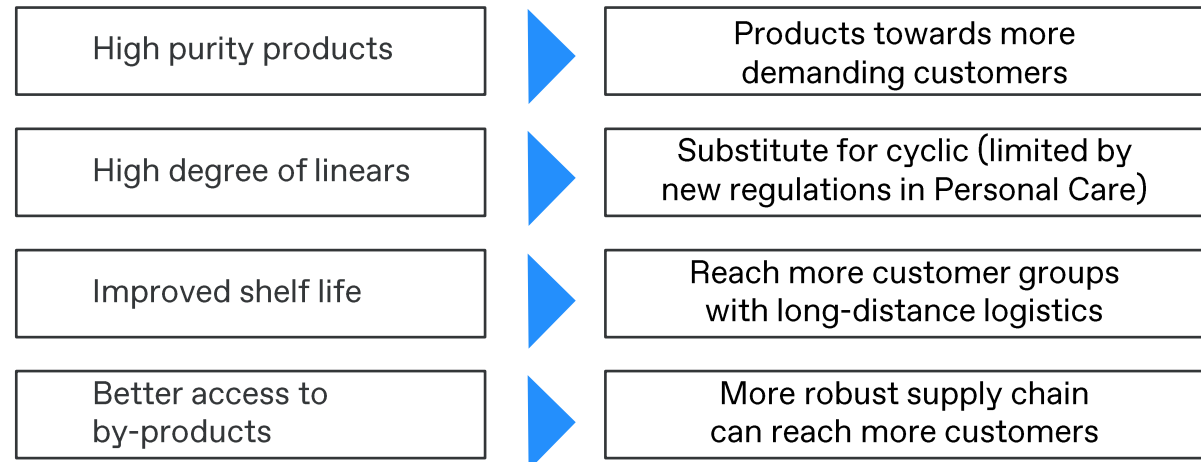 High purity products
Products towards more
demanding customers
High degree of linears
Substitute for cyclic (limited by
new regulations in Personal Care)
Improved shelf life
Reach more customer groups
with long-distance logistics
Better access to
by-products
More robust supply chain
can reach more customers